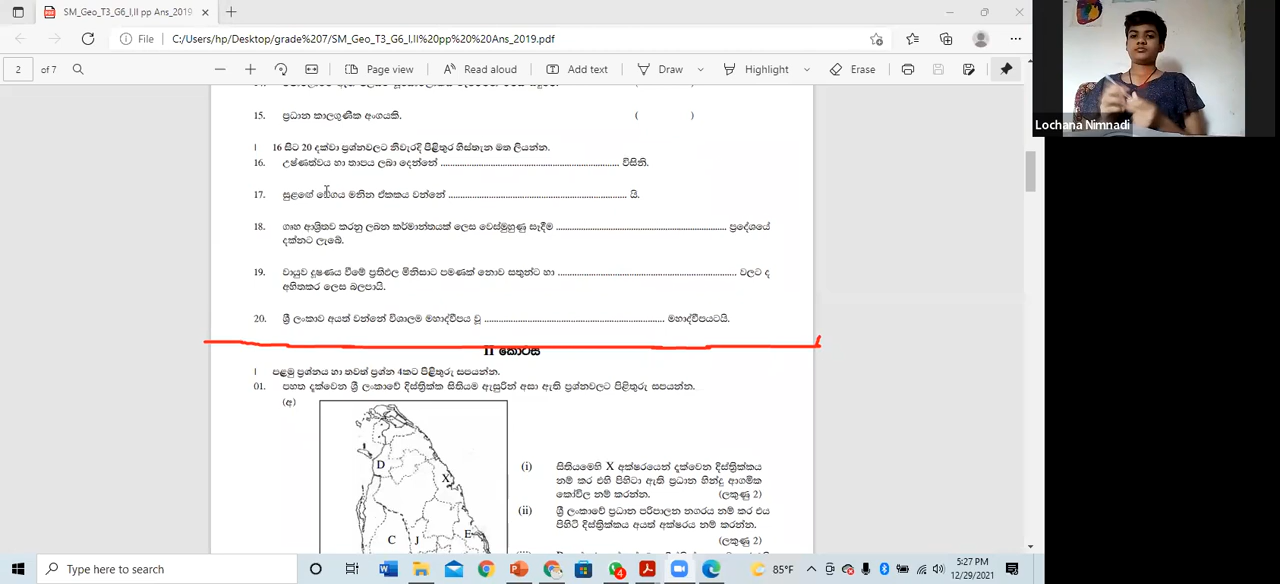 SM_Geo_T3_G6_I,II pp Ans_2019.p
File
C:/Users/hp/Desktop/grade%207/SM_Geo_T3_G6_I,II%20pp%20%20Ans_2019.pdf
2 of 7
Page view
Read aloud
Add text
Draw
Highlight
Erase
Lochana Nimnadi
15. ප්‍රධාන කාලගුණික අංගයකි. ( )
I 16 සිට 20 දක්වා ප්‍රශ්නවලට නිවැරදි පිළිතුර හිස්තැන මත ලියන්න.
16. උෂ්ණත්වය හා තාපය ලබා දෙන්නේ ........................ විසිනි.
17. සුළඟේ වේගය මනින ඒකකය වන්නේ ........................ යි.
18. ගෘහ ආශ්‍රිතව කරනු ලබන කර්මාන්තයක් ලෙස වෙස්මුහුණු සෑදීම ........................ ප්‍රදේශයේ
දක්නට ලැබේ.
19. වායුව දූෂණය වීමේ ප්‍රතිඵල මිනිසාට පමණක් නොව සතුන්ට හා ........................ වලට ද
අහිතකර ලෙස බලපායි.
20. ශ්‍රී ලංකාව අයත් වන්නේ විශාලම මහාද්වීපය වූ ........................ මහාද්වීපයටයි.
II කොටස
I පළමු ප්‍රශ්නය හා තවත් ප්‍රශ්න 4කට පිළිතුරු සපයන්න.
01. පහත දැක්වෙන ශ්‍රී ලංකාවේ දිස්ත්‍රික්ක සිතියම ඇසුරින් අසා ඇති ප්‍රශ්නවලට පිළිතුරු සපයන්න.
(අ)
D
X
E
C
J
(i) සිතියමෙහි X අක්ෂරයෙන් දැක්වෙන දිස්ත්‍රික්කය
නම් කර එහි පිහිටා ඇති ප්‍රධාන හින්දු ආගමික
කෝවිල නම් කරන්න. (ලකුණු 2)
(ii) ශ්‍රී ලංකාවේ ප්‍රධාන පරිපාලන නගරය නම් කර එය
පිහිටි දිස්ත්‍රික්කය අයත් අක්ෂරය නම් කරන්න.
(ලකුණු 2)
Type here to search
85°F
5:27 PM
12/29/2021